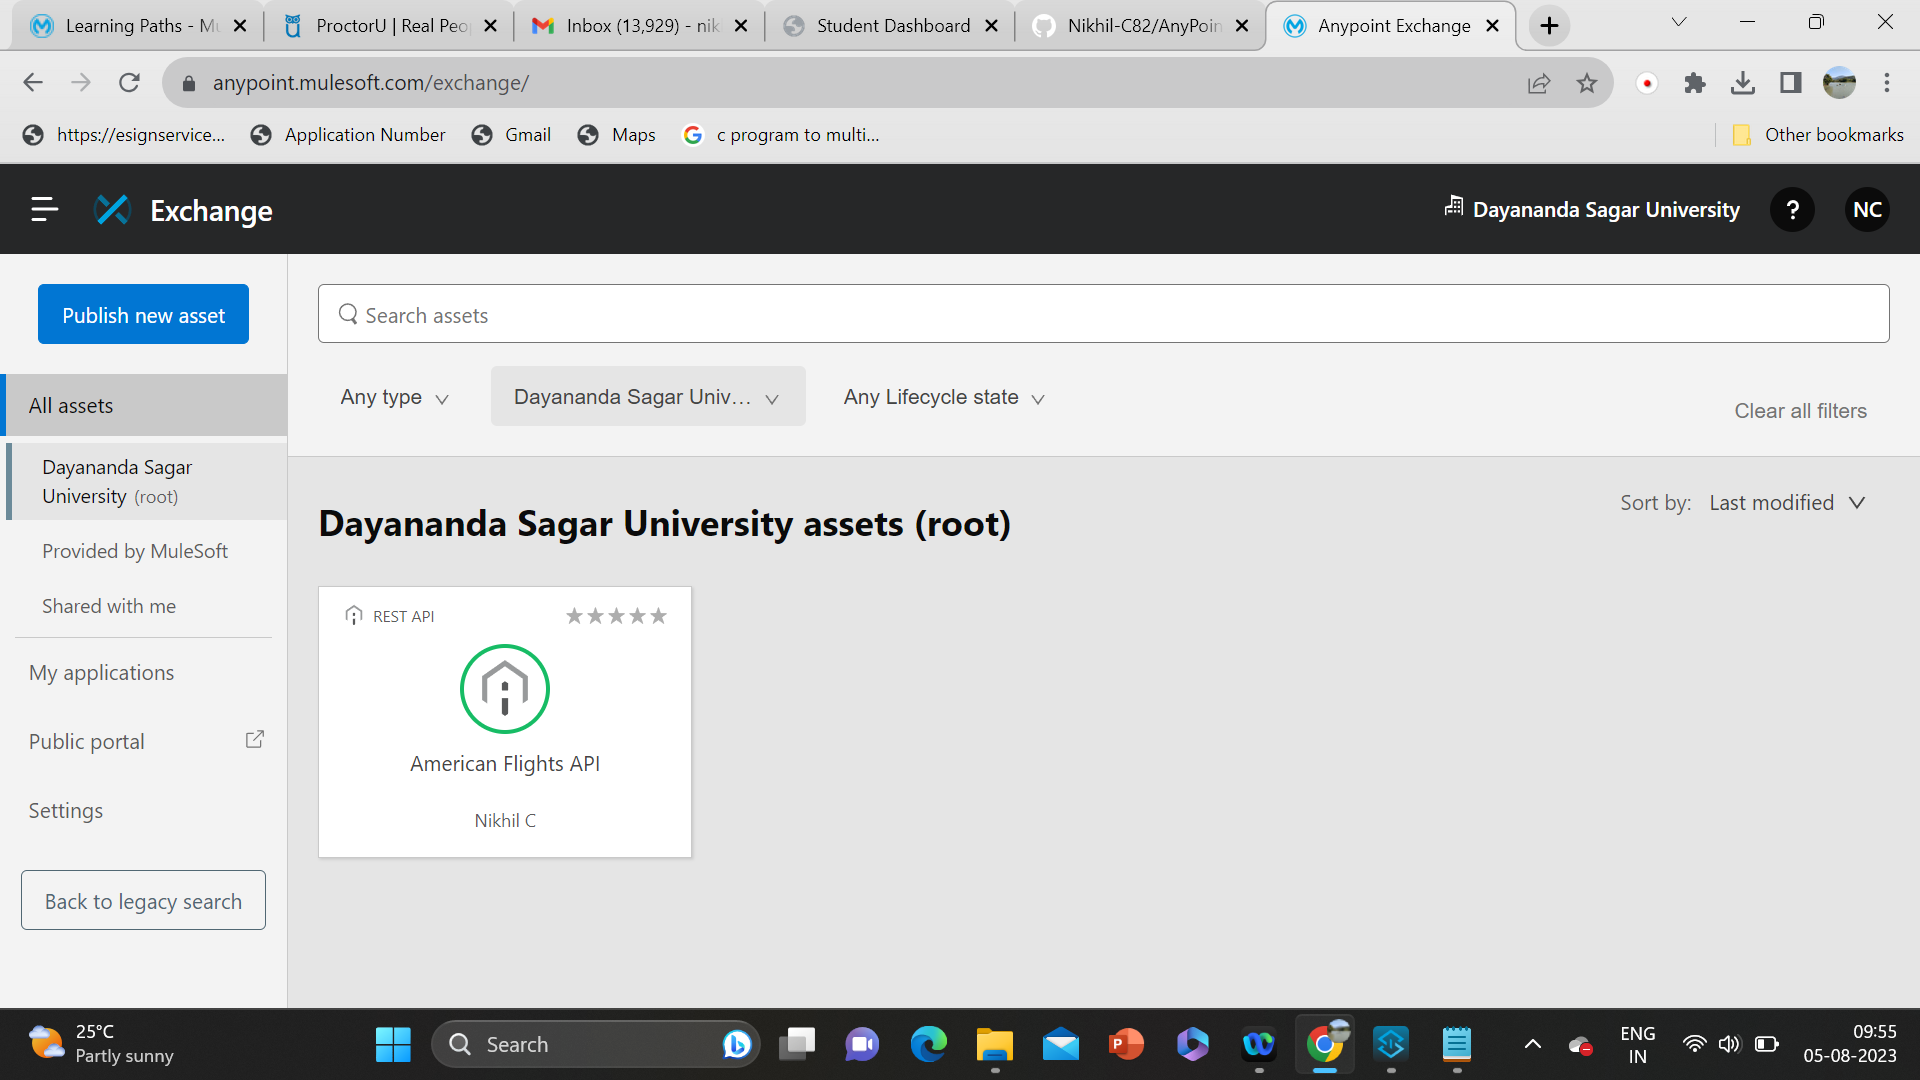 Learning Paths - Mu
ProctorU | Real Peop
Inbox (13,929) - nik
Student Dashboard
Nikhil-C82/AnyPoin
Anypoint Exchange
anypoint.mulesoft.com/exchange/
https://esignservice...
Application Number
Gmail
Maps
c program to multi...
Other bookmarks
Exchange
Dayananda Sagar University
?
NC
Publish new asset
Search assets
Any type
Dayananda Sagar Univ...
Any Lifecycle state
Clear all filters
All assets
Dayananda Sagar
University (root)
Provided by MuleSoft
Shared with me
My applications
Public portal
Settings
Back to legacy search
Dayananda Sagar University assets (root)
Sort by: Last modified
REST API
American Flights API
Nikhil C
25°C
Partly sunny
Search
ENG
IN
09:55
05-08-2023